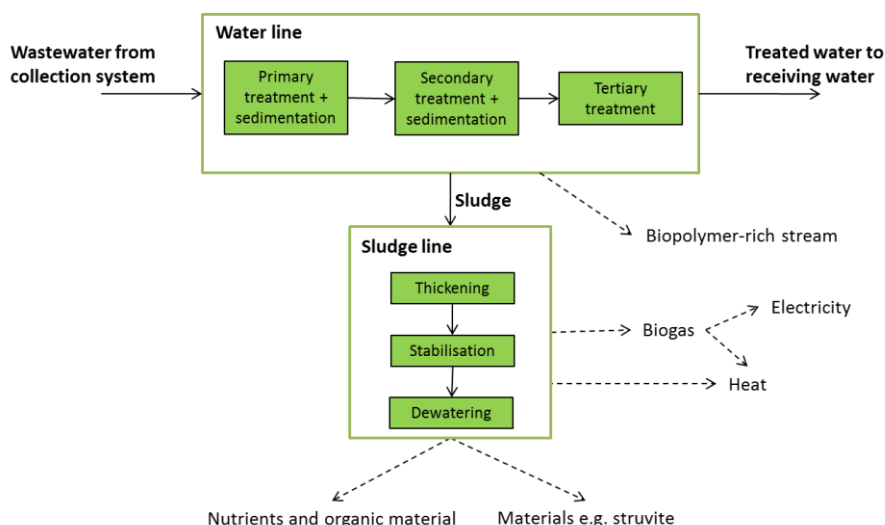 Water line
Wastewater from
collection system
Treated water to
receiving water
Primary
treatment +
sedimentation
Secondary
treatment +
sedimentation
Tertiary
treatment
Sludge
Biopolymer-rich stream
Sludge line
Thickening
Stabilisation
Dewatering
Biogas
Electricity
Heat
Nutrients and organic material
Materials e.g. struvite